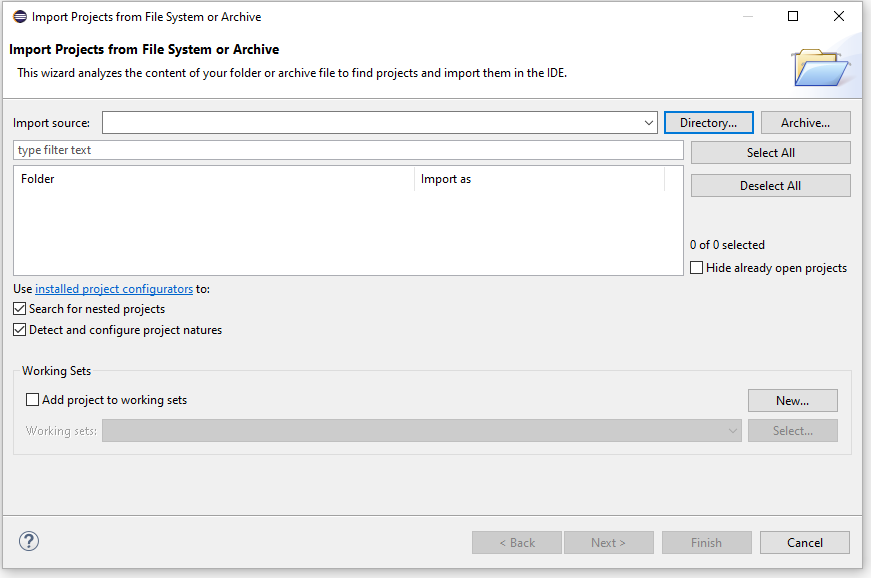 Import Projects from File System or Archive
Import Projects from File System or Archive
This wizard analyzes the content of your folder or archive file to find projects and import them in the IDE.
Import source: Directory... Archive...
type filter text
Select All
Folder Import as
Deselect All
0 of 0 selected
Hide already open projects
Use installed project configurators to:
Search for nested projects
Detect and configure project natures
Working Sets
Add project to working sets New...
Working sets: Select...
? < Back Next > Finish Cancel